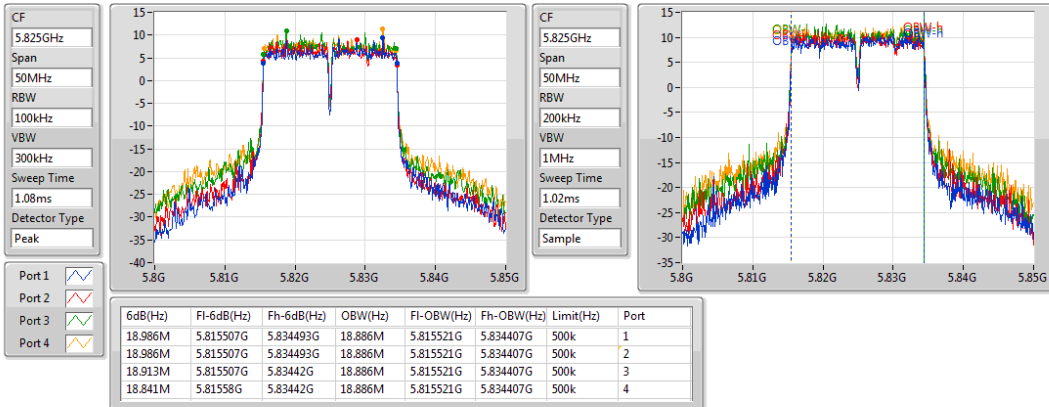 CF
5.825GHz
Span
50MHz
RBW
100kHz
VBW
300kHz
Sweep Time
1.08ms
Detector Type
Peak
15
10
5
0
-5
-10
-15
-20
-25
-30
-35
-40
5.8G
5.81G
5.82G
5.83G
5.84G
5.85G
CF
5.825GHz
Span
50MHz
RBW
200kHz
VBW
1MHz
Sweep Time
1.02ms
Detector Type
Sample
15
10
5
0
-5
-10
-15
-20
-25
-30
-35
OBW-h
5.8G
5.81G
5.82G
5.83G
5.84G
5.85G
Port 1
Port 2
Port 3
Port 4
6dB(Hz) Fl-6dB(Hz) Fh-6dB(Hz) OBW(Hz) Fl-OBW(Hz) Fh-OBW(Hz) Limit(Hz) Port
18.986M 5.815507G 5.834493G 18.886M 5.815521G 5.834407G 500k 1
18.986M 5.815507G 5.834493G 18.886M 5.815521G 5.834407G 500k 2
18.913M 5.815507G 5.83442G 18.886M 5.815521G 5.834407G 500k 3
18.841M 5.81558G 5.83442G 18.886M 5.815521G 5.834407G 500k 4